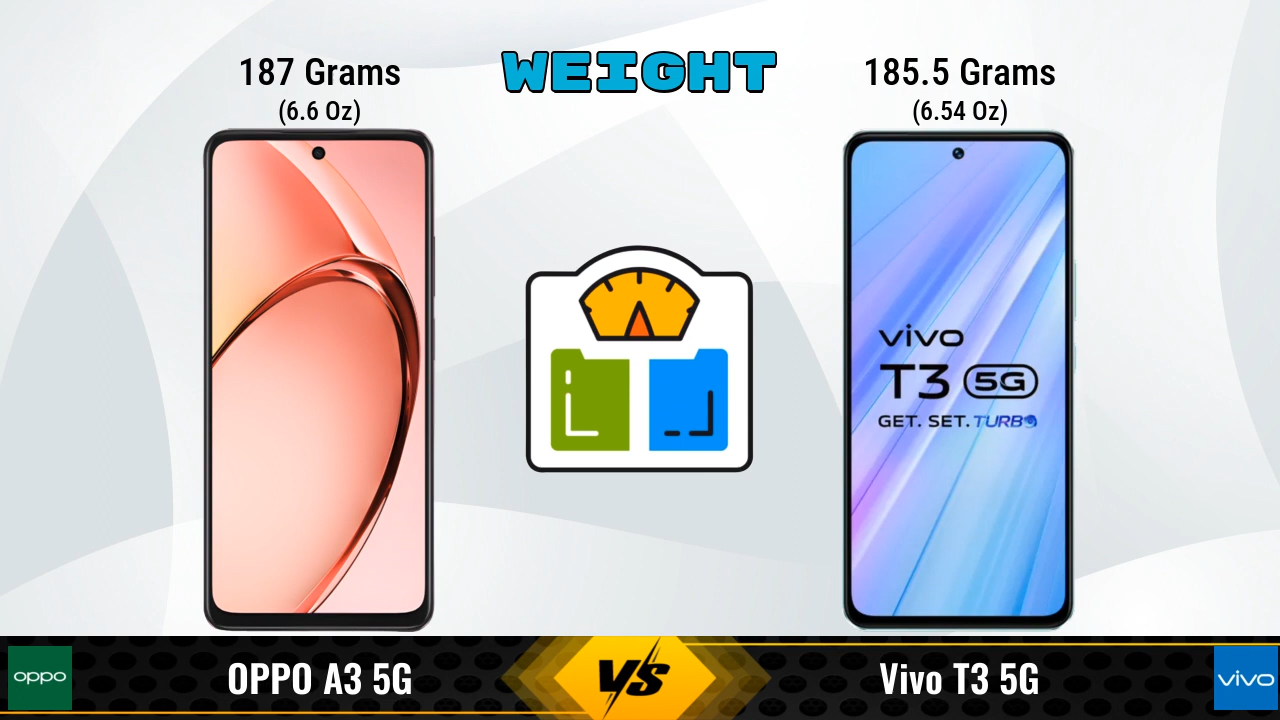 WEIGHT
187 Grams
(6.6 Oz)
185.5 Grams
(6.54 Oz)
vivo
T3 5G
GET. SET. TURBO
oppo
OPPO A3 5G
VS
Vivo T3 5G
vivo